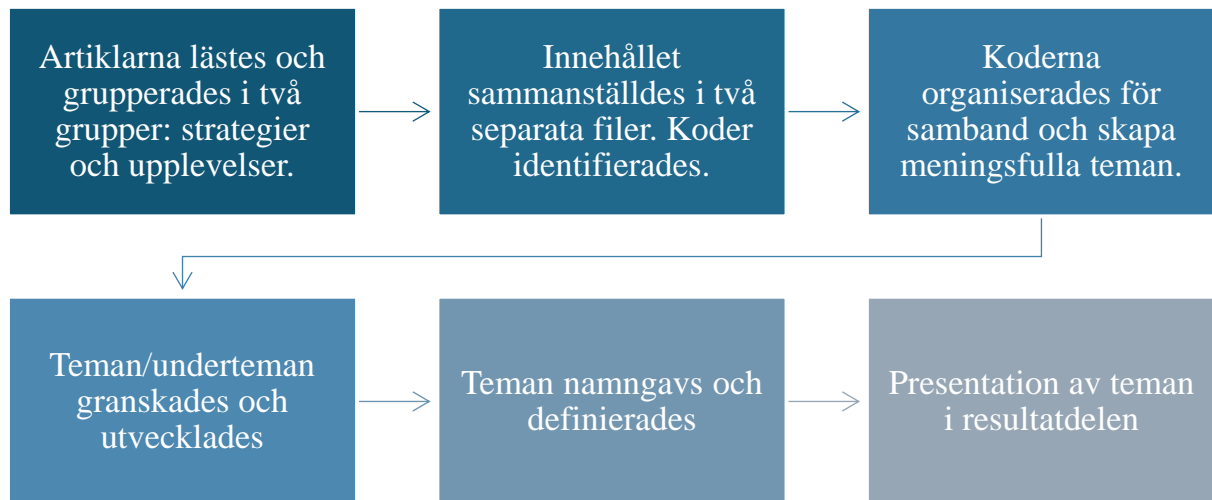 Artiklarna lästes och
grupperades i två
grupper: strategier
och upplevelser.
Innehållet
sammanställdes i två
separata filer. Koder
identifierades.
Koderna
organiserades för
samband och skapa
meningsfulla teman.
Teman/underteman
granskades och
utvecklades
Teman namngavs och
definierades
Presentation av teman
i resultatdelen